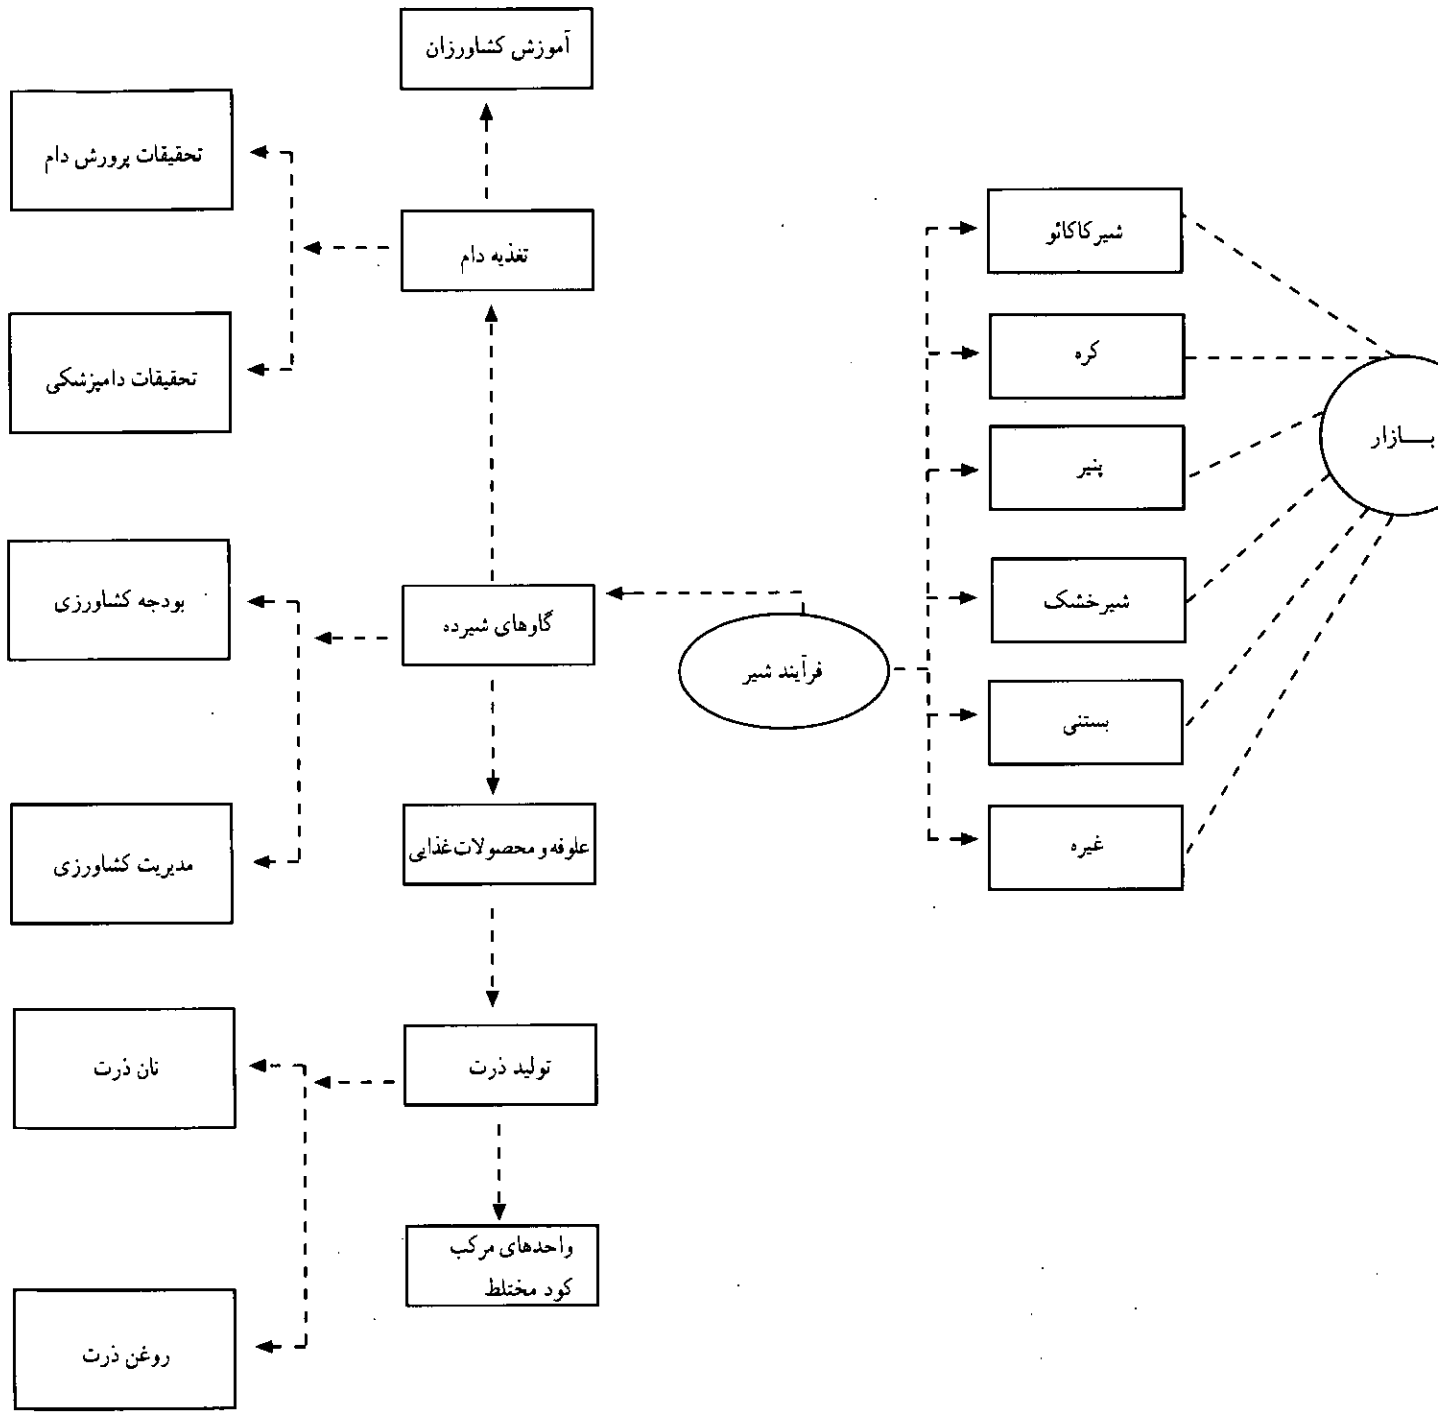 بــازار
شیرکاکائو
کره
پنیر
شیرخشک
بستنی
غیره
فرآیند شیر
آموزش کشاورزان
تغذیه دام
گاوهای شیرده
علوفه و محصولات غذایی
تولید ذرت
واحدهای مرکب
کود مختلط
تحقیقات پرورش دام
تحقیقات دامپزشکی
بودجه کشاورزی
مدیریت کشاورزی
نان ذرت
روغن ذرت